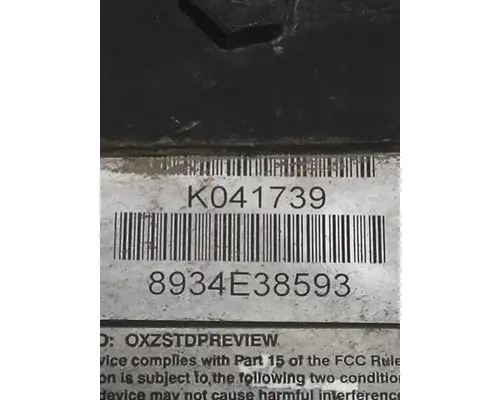 K041739
8934E38593
D: OXZSTDPREVIEW
vice complies with Part 15 of the FCC Rule
on is subject to the following two condition
device may not cause harmful interference